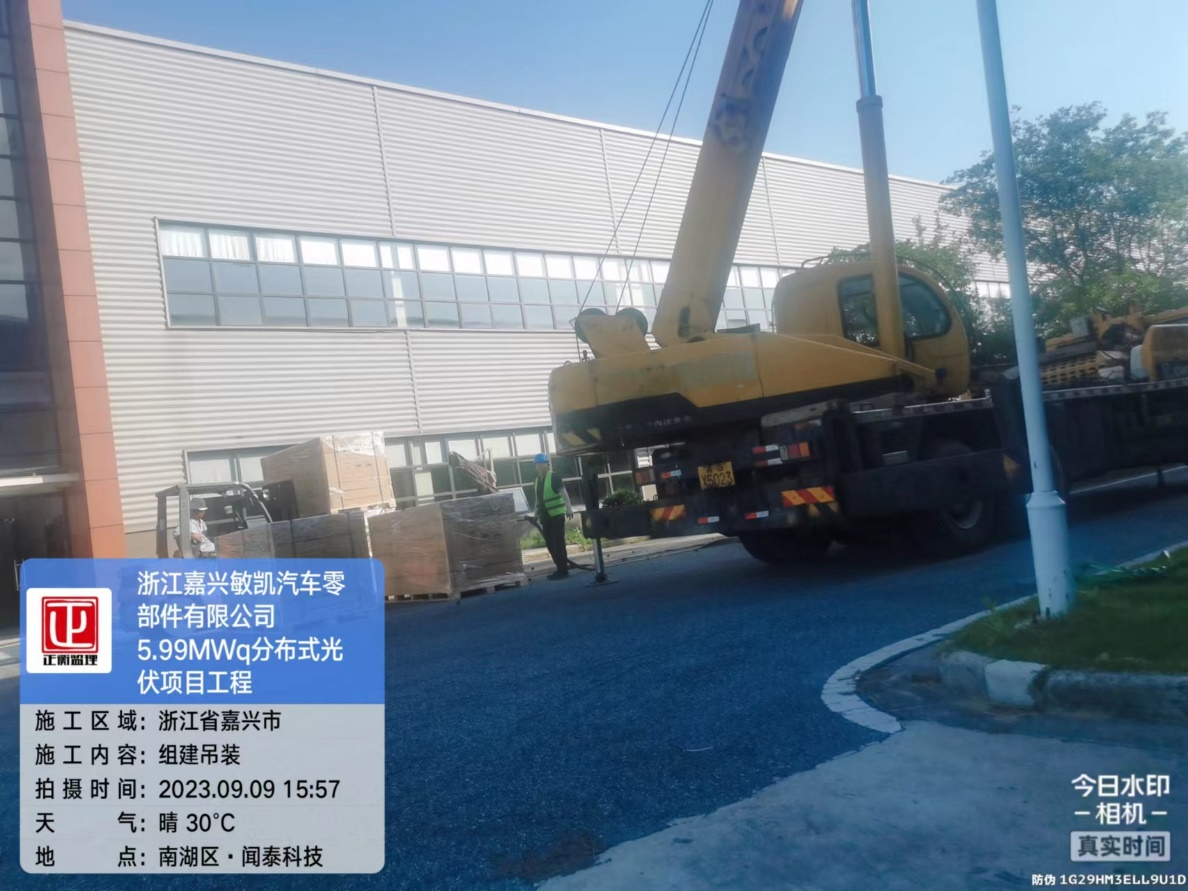 X5023
浙江嘉兴敏凯汽车零
部件有限公司
5.99MWq分布式光
伏项目工程
正衡监理
施工区域：浙江省嘉兴市
施工内容：组建吊装
拍摄时间：2023.09.09 15:57
天气：晴 30°C
地点：南湖区·闻泰科技
今日水印
相机
真实时间
防伪 1G29HM3ELL9U1D